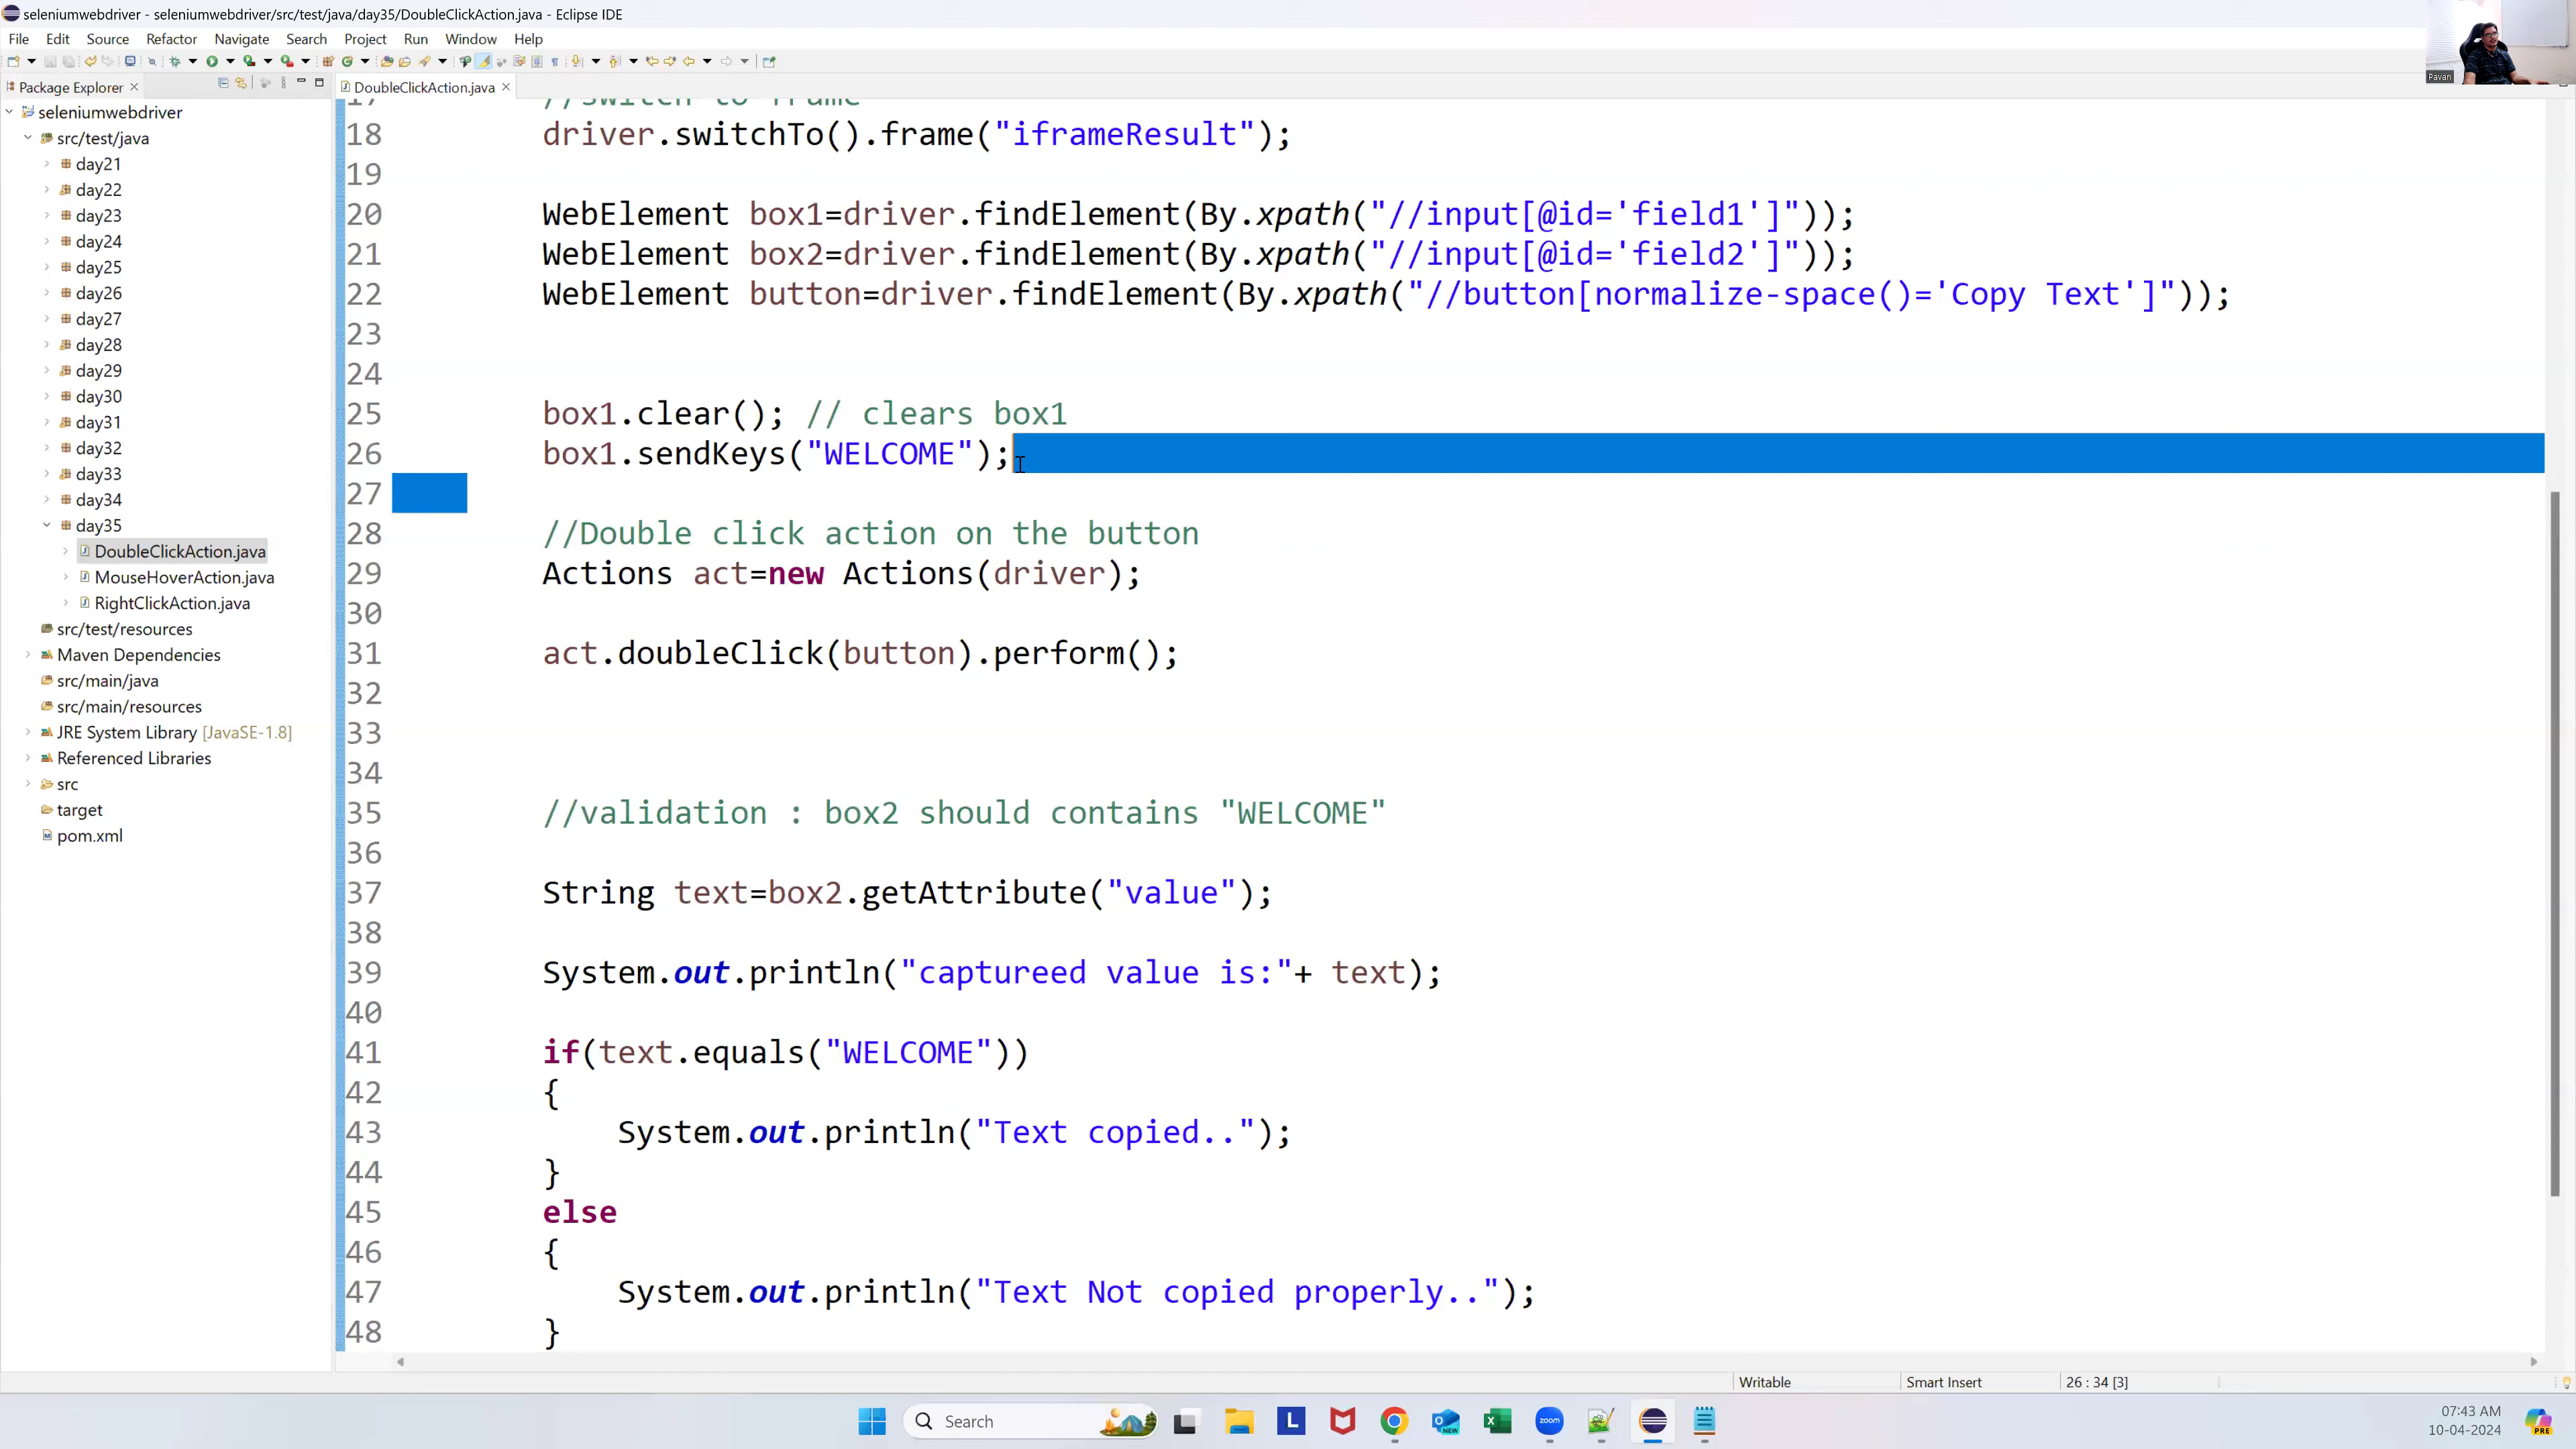 seleniumwebdriver - seleniumwebdriver/src/test/java/day35/DoubleClickAction.java - Eclipse IDE
File Edit Source Refactor Navigate Search Project Run Window Help
Pavan
Package Explorer
DoubleClickAction.java
seleniumwebdriver
src/test/java
day21
day22
day23
day24
day25
day26
day27
day28
day29
day30
day31
day32
day33
day34
day35
DoubleClickAction.java
MouseHoverAction.java
RightClickAction.java
src/test/resources
Maven Dependencies
src/main/java
src/main/resources
JRE System Library [JavaSE-1.8]
Referenced Libraries
src
target
pom.xml
17 //switch to frame
18 driver.switchTo().frame("iframeResult");
19
20 WebElement box1=driver.findElement(By.xpath("//input[@id='field1']"));
21 WebElement box2=driver.findElement(By.xpath("//input[@id='field2']"));
22 WebElement button=driver.findElement(By.xpath("//button[normalize-space()='Copy Text']"));
23
24
25 box1.clear(); // clears box1
26 box1.sendKeys("WELCOME");
27
28 //Double click action on the button
29 Actions act=new Actions(driver);
30
31 act.doubleClick(button).perform();
32
33
34
35 //validation : box2 should contains "WELCOME"
36
37 String text=box2.getAttribute("value");
38
39 System.out.println("captureed value is:"+ text);
40
41 if(text.equals("WELCOME"))
42 {
43 System.out.println("Text copied..");
44 }
45 else
46 {
47 System.out.println("Text Not copied properly..");
48 }
Writable Smart Insert 26 : 34 [3]
Search
L
NEW
zoom
07:43 AM
10-04-2024
PRE